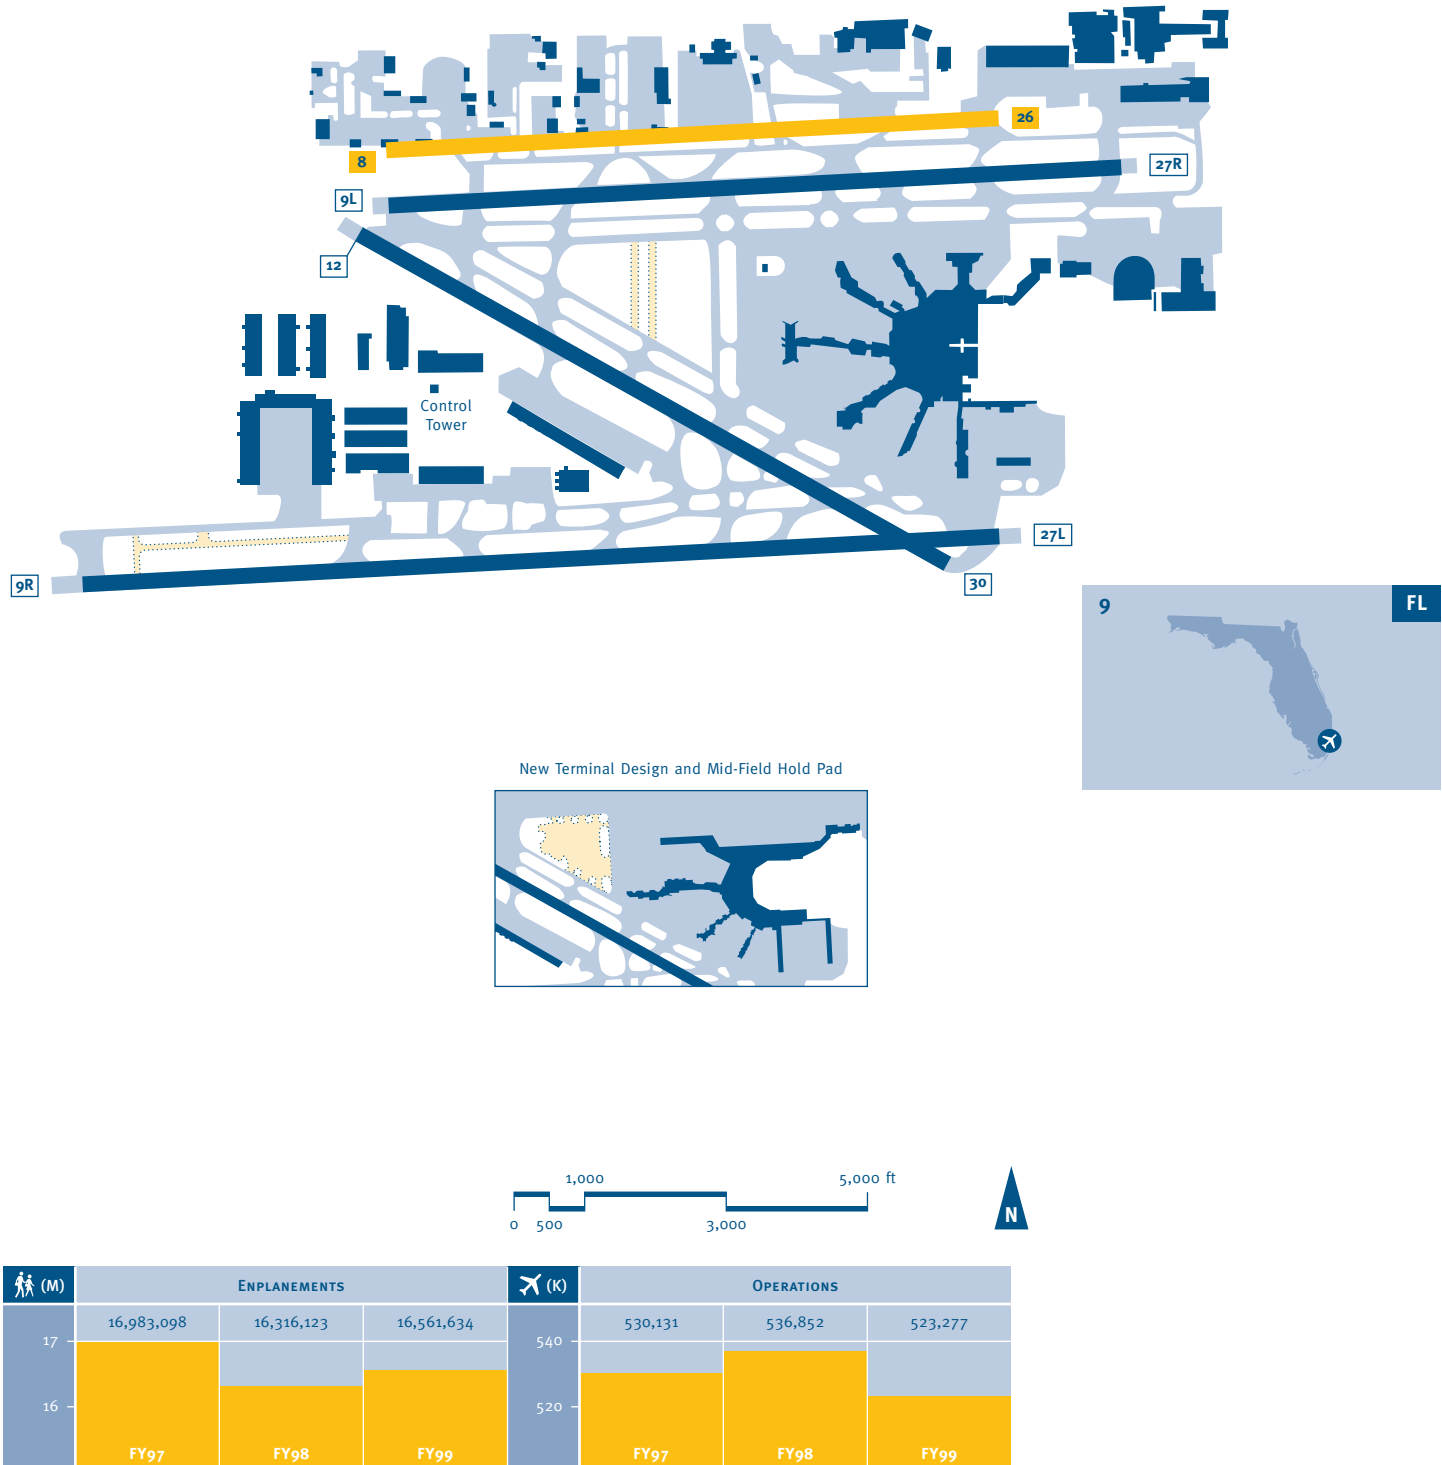 26
8
27R
9L
12
Control
Tower
27L
9R
30
9
FL
New Terminal Design and Mid-Field Hold Pad
1,000
5,000 ft
0
500
3,000
N
(M)
Enplanements
(K)
Operations
16,983,098
16,316,123
16,561,634
530,131
536,852
523,277
17
540
16
520
FY97
FY98
FY99
FY97
FY98
FY99